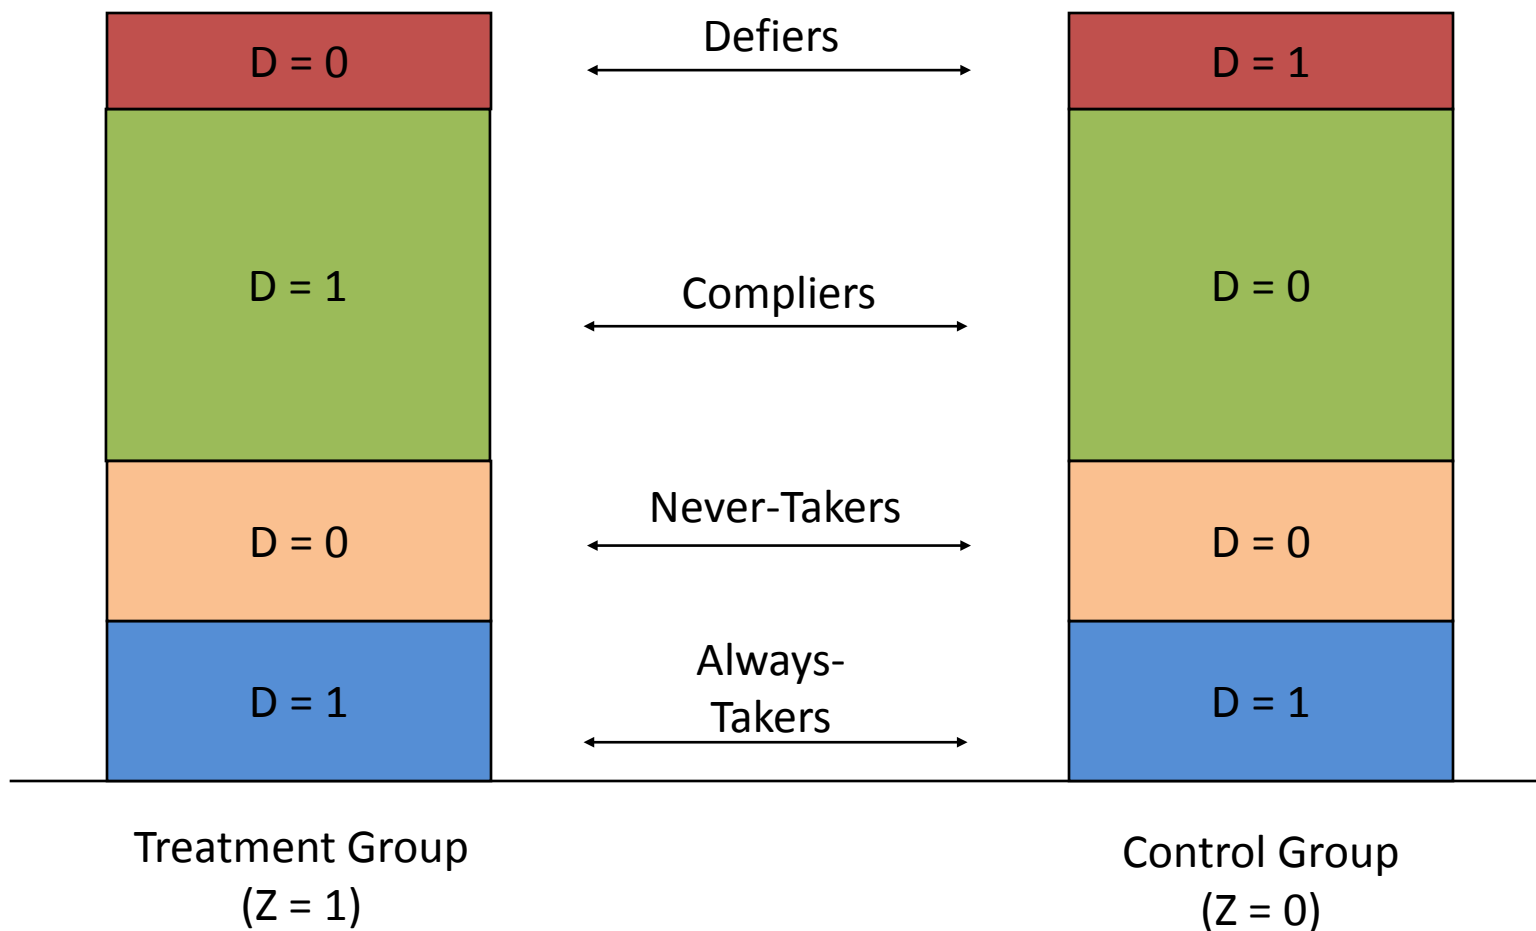 D = 0
Defiers
D = 1
D = 1
Compliers
D = 0
D = 0
Never-Takers
D = 0
D = 1
Always-
Takers
D = 1
Treatment Group
(Z = 1)
Control Group
(Z = 0)